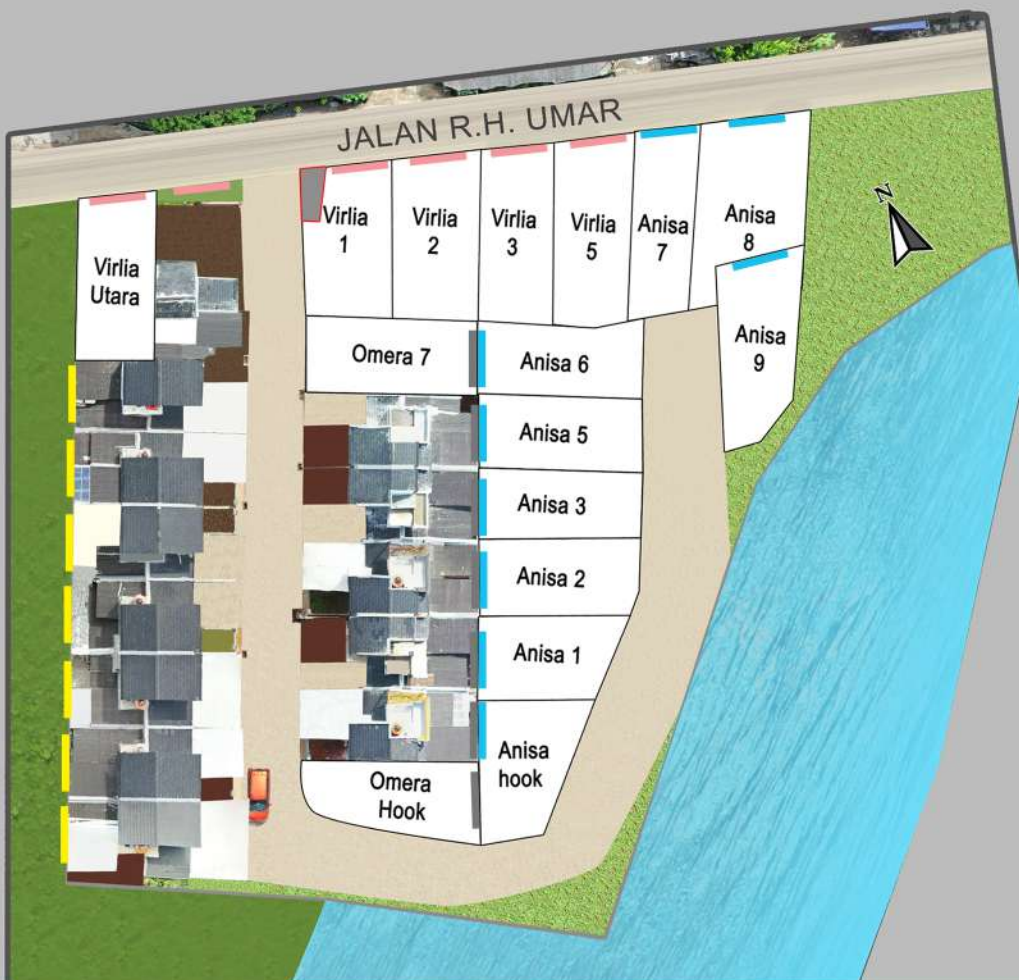 JALAN R.H. UMAR
N
Virlia
Utara
Virlia
1
Virlia
2
Virlia
3
Virlia
5
Anisa
7
Anisa
8
Anisa
9
Omera 7
Anisa 6
Anisa 5
Anisa 3
Anisa 2
Anisa 1
Anisa
hook
Omera
Hook